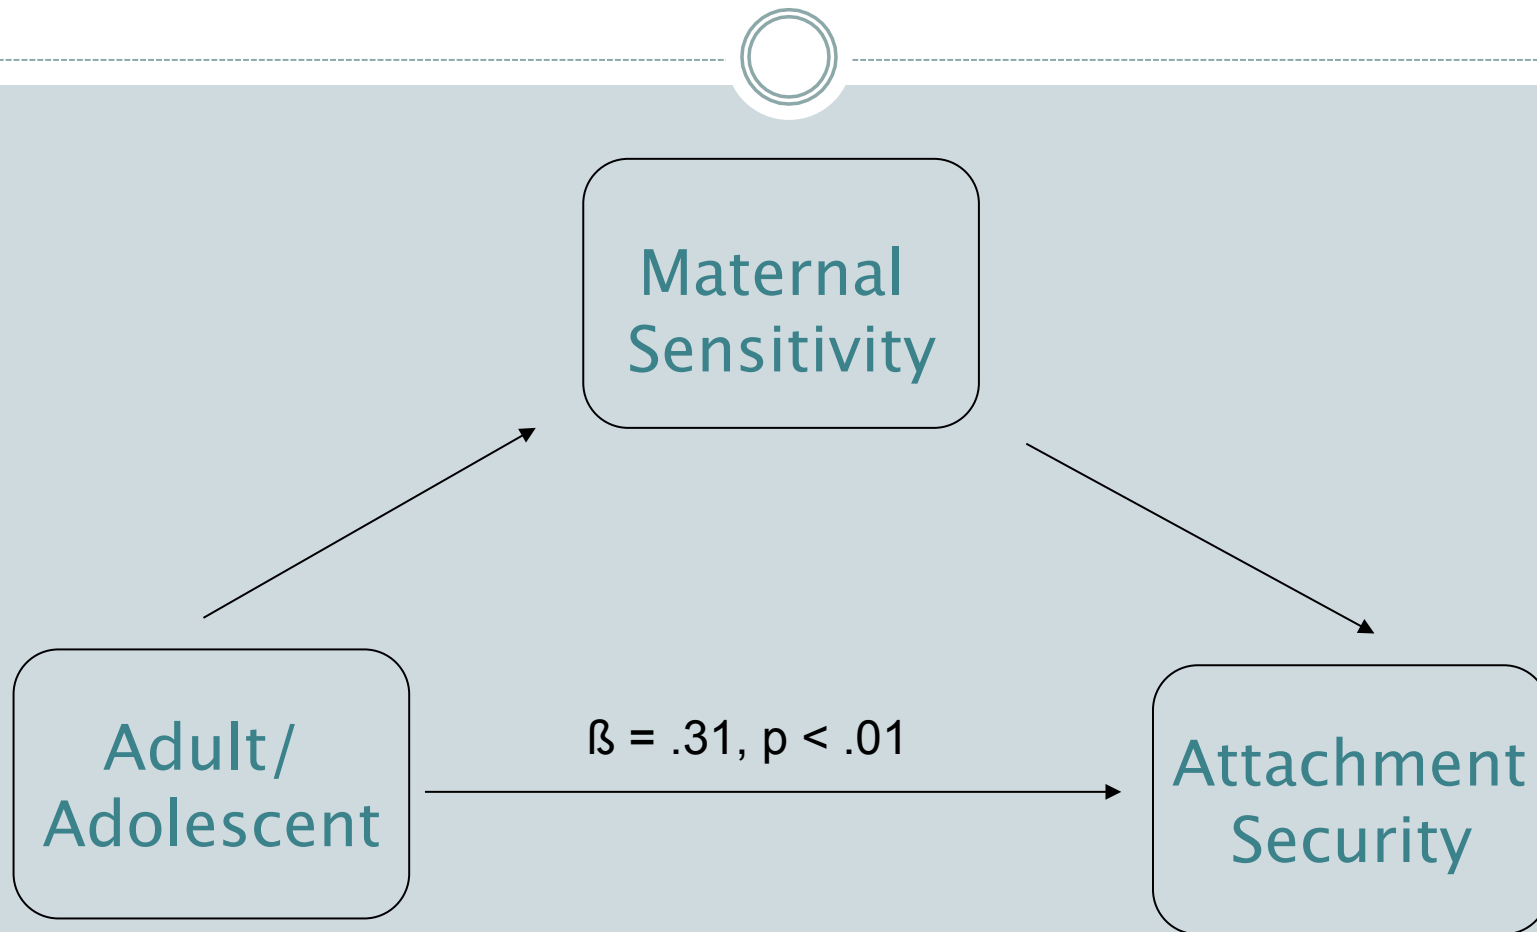 Maternal
Sensitivity
Adult/
Adolescent
ß = .31, p < .01
Attachment
Security